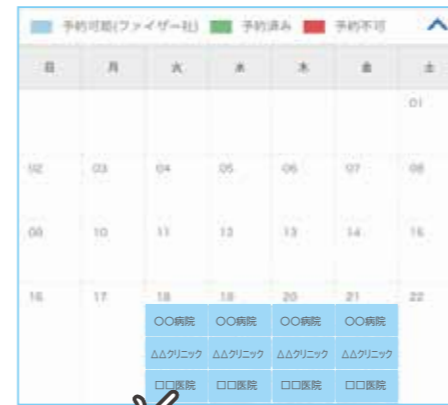 予約可能(ファイザー社) 予約済み 予約不可
日 月 火 水 木 金 土
01
02 03 04 05 06 07 08
09 10 11 12 13 14 15
16 17 18 19 20 21 22
〇〇病院 〇〇病院 〇〇病院 〇〇病院
△△クリニック △△クリニック △△クリニック △△クリニック
□□医院 □□医院 □□医院 □□医院